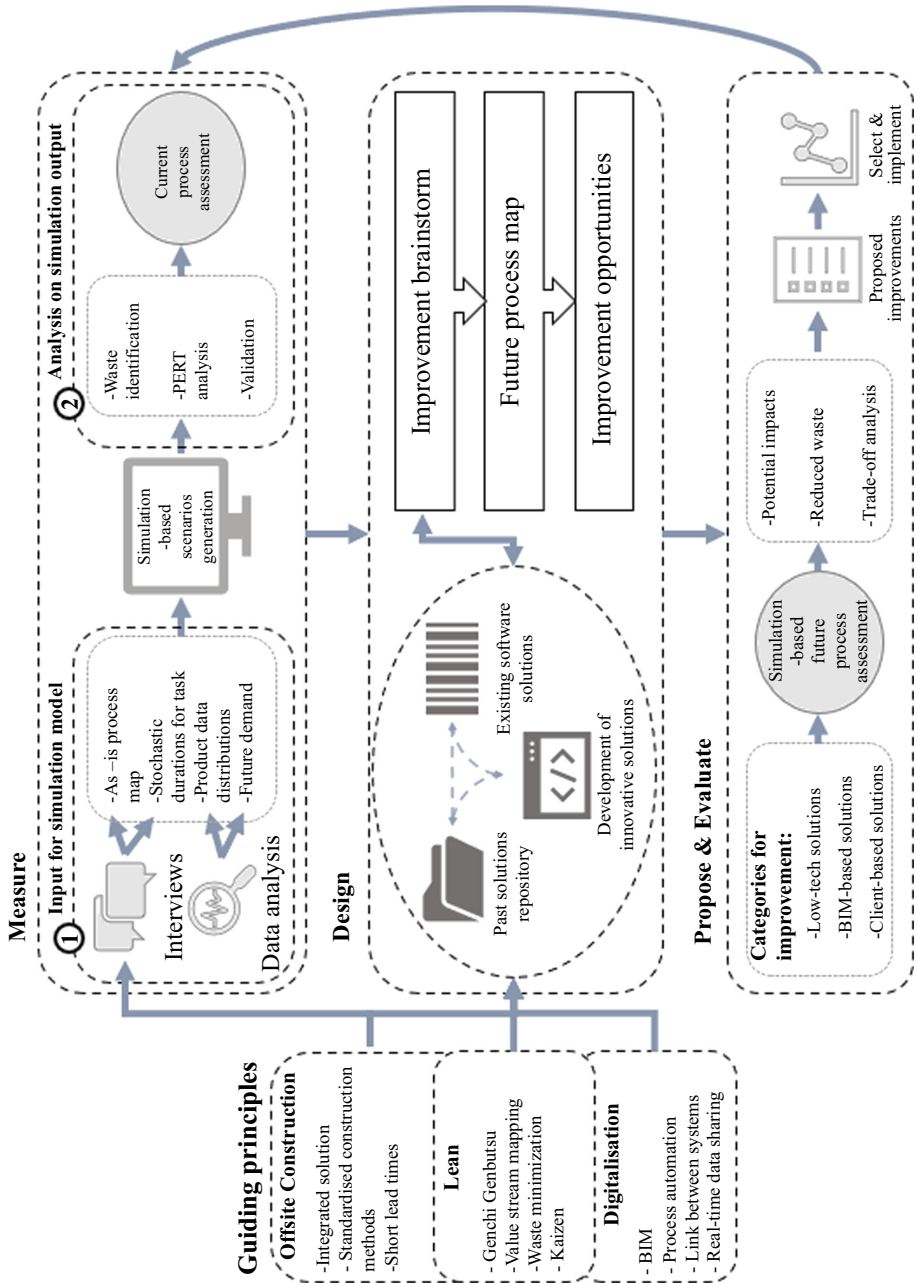 Guiding principles
Offsite Construction
-Integrated solution
- Standardised construction
methods
-Short lead times
Lean
- Genchi Genbutsu
- Value stream mapping
- Waste minimization
- Kaizen
Digitalisation
- BIM
- Process automation
- Link between systems
- Real-time data sharing
Measure
1
Input for simulation model
Interviews
Data analysis
-As –is process
map
-Stochastic
durations for task
-Product data
distributions
-Future demand
Simulation
-based
scenarios
generation
2
Analysis on simulation output
-Waste
identification
-PERT
analysis
-Validation
Current
process
assessment
Design
Past solutions
repository
Existing software
solutions
</>
Development of
innovative solutions
Improvement brainstorm
Future process map
Improvement opportunities
Propose & Evaluate
Categories for
improvement:
-Low-tech solutions
-BIM-based solutions
-Client-based solutions
Simulation
-based
future
process
assessment
-Potential impacts
-Reduced waste
-Trade-off analysis
Proposed
improvements
Select &
implement